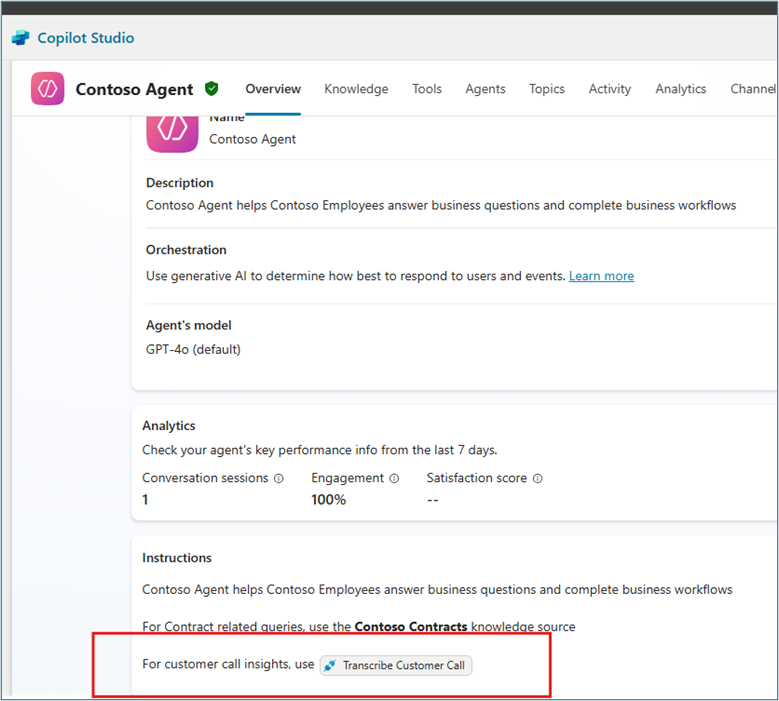 Copilot Studio
Contoso Agent Overview Knowledge Tools Agents Topics Activity Analytics Channel
Name
Contoso Agent
Description
Contoso Agent helps Contoso Employees answer business questions and complete business workflows
Orchestration
Use generative AI to determine how best to respond to users and events. Learn more
Agent's model
GPT-4o (default)
Analytics
Check your agent's key performance info from the last 7 days.
Conversation sessions Engagement Satisfaction score
1 100% --
Instructions
Contoso Agent helps Contoso Employees answer business questions and complete business workflows
For Contract related queries, use the Contoso Contracts knowledge source
For customer call insights, use Transcribe Customer Call